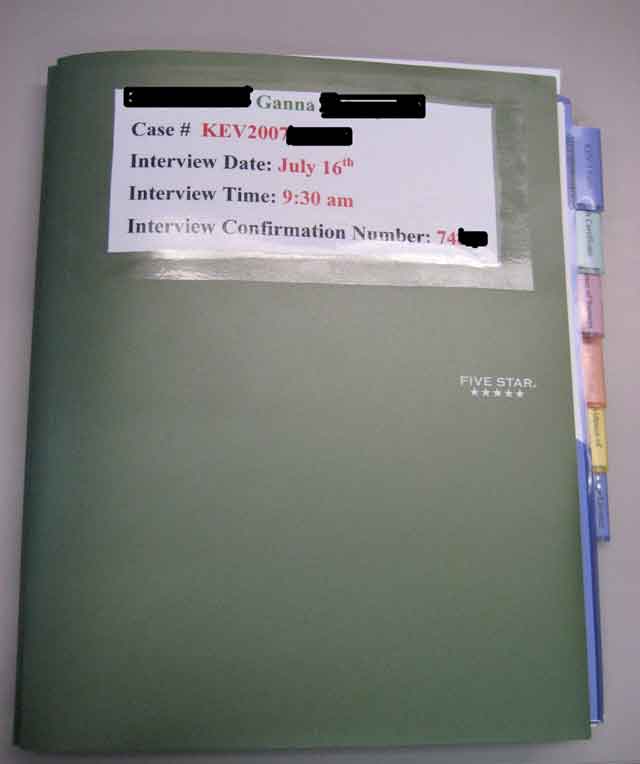 Ganna
Case # KEV2007
Interview Date: July 16th
Interview Time: 9:30 am
Interview Confirmation Number: 74
FIVE STAR.